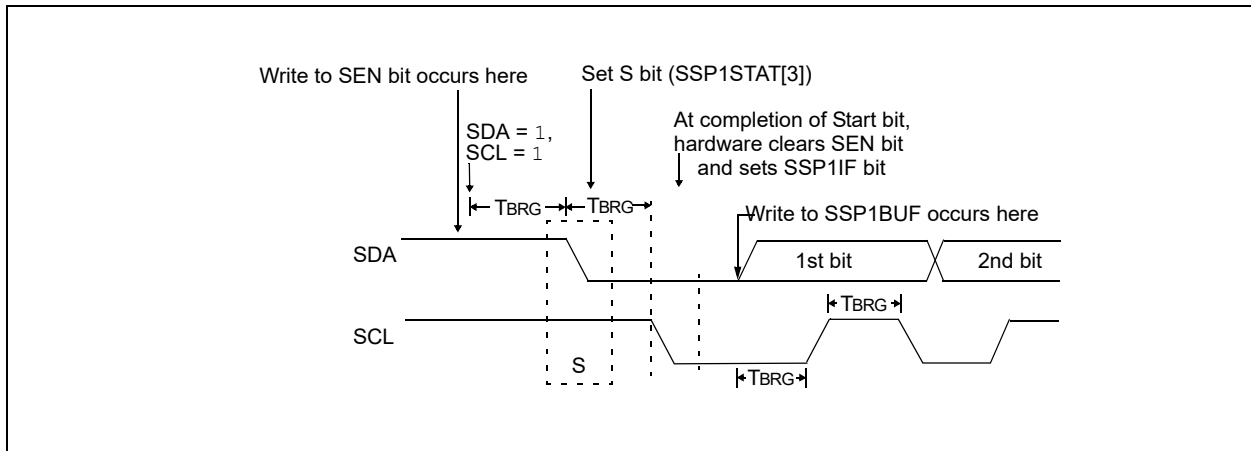 Write to SEN bit occurs here
Set S bit (SSP1STAT[3])
At completion of Start bit,
hardware clears SEN bit
and sets SSP1IF bit
SDA = 1,
SCL = 1
TBRG
TBRG
Write to SSP1BUF occurs here
SDA
1st bit
2nd bit
TBRG
SCL
S
TBRG